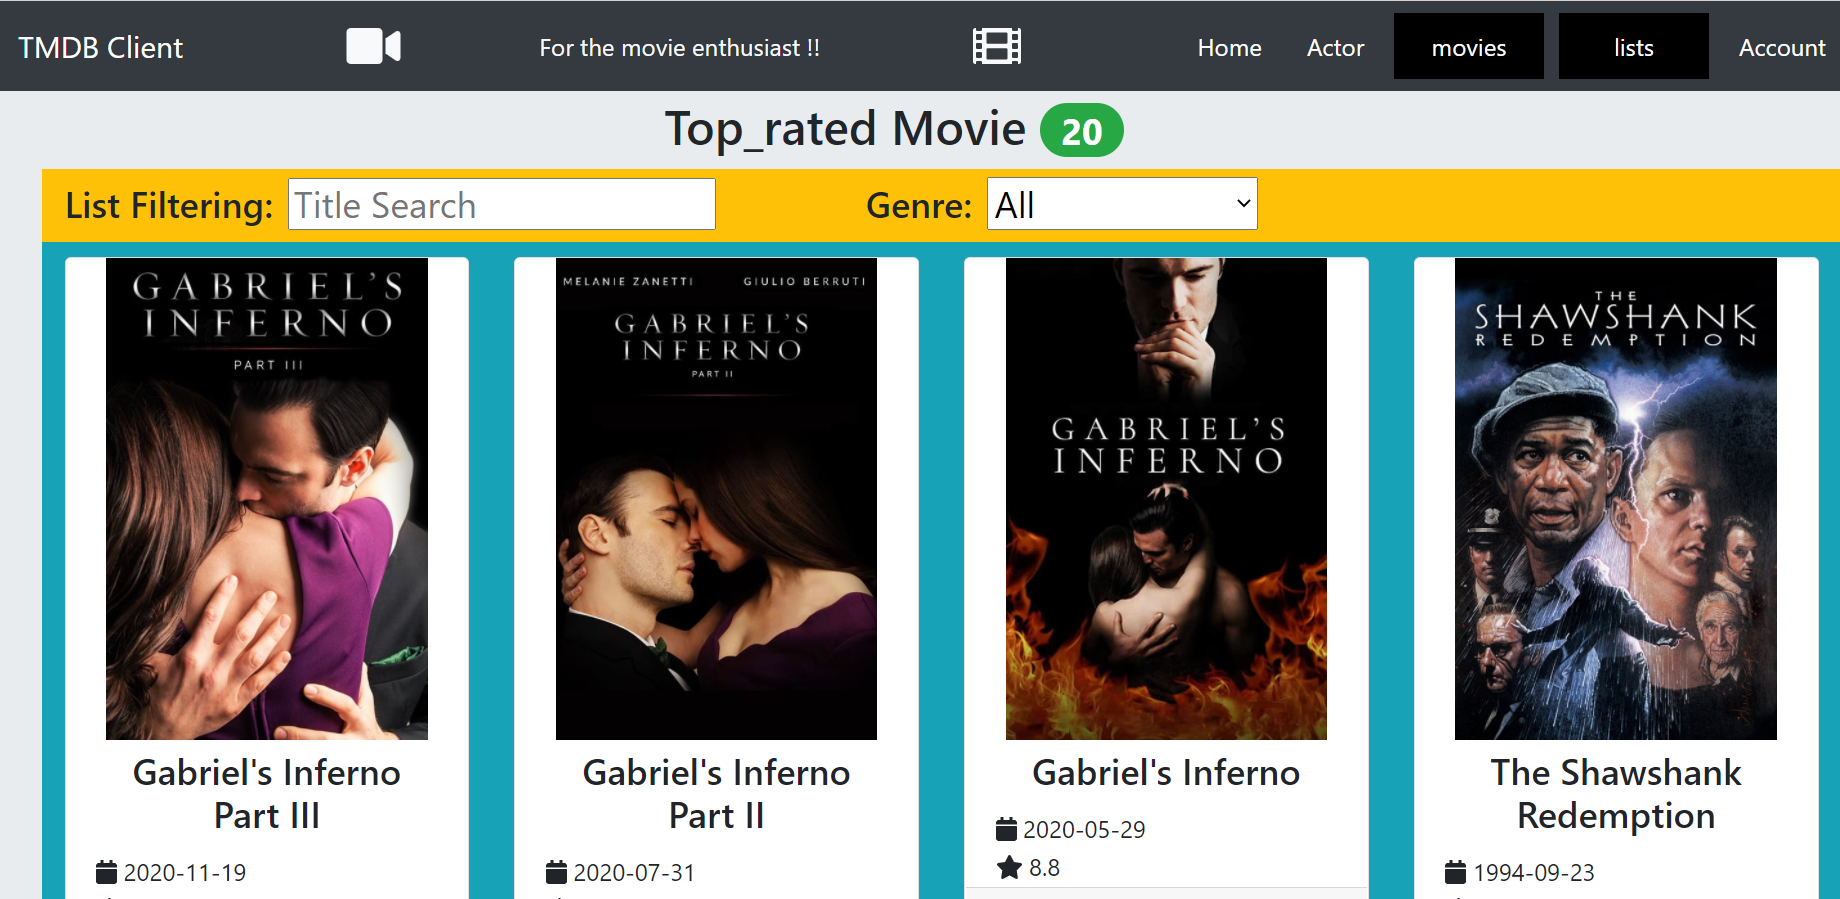 TMDB Client For the movie enthusiast !! Home Actor movies lists Account
Top_rated Movie 20
List Filtering: Title Search Genre: All
GABRIEL'S
INFERNO
PART III
MELANIE ZANETTI GIULIO BERRUTI
GABRIEL'S
INFERNO
PART II
GABRIEL'S
INFERNO
THE
SHAWSHANK
REDEMPTION
Gabriel's Inferno
Part III
2020-11-19
Gabriel's Inferno
Part II
2020-07-31
Gabriel's Inferno
2020-05-29
8.8
The Shawshank
Redemption
1994-09-23